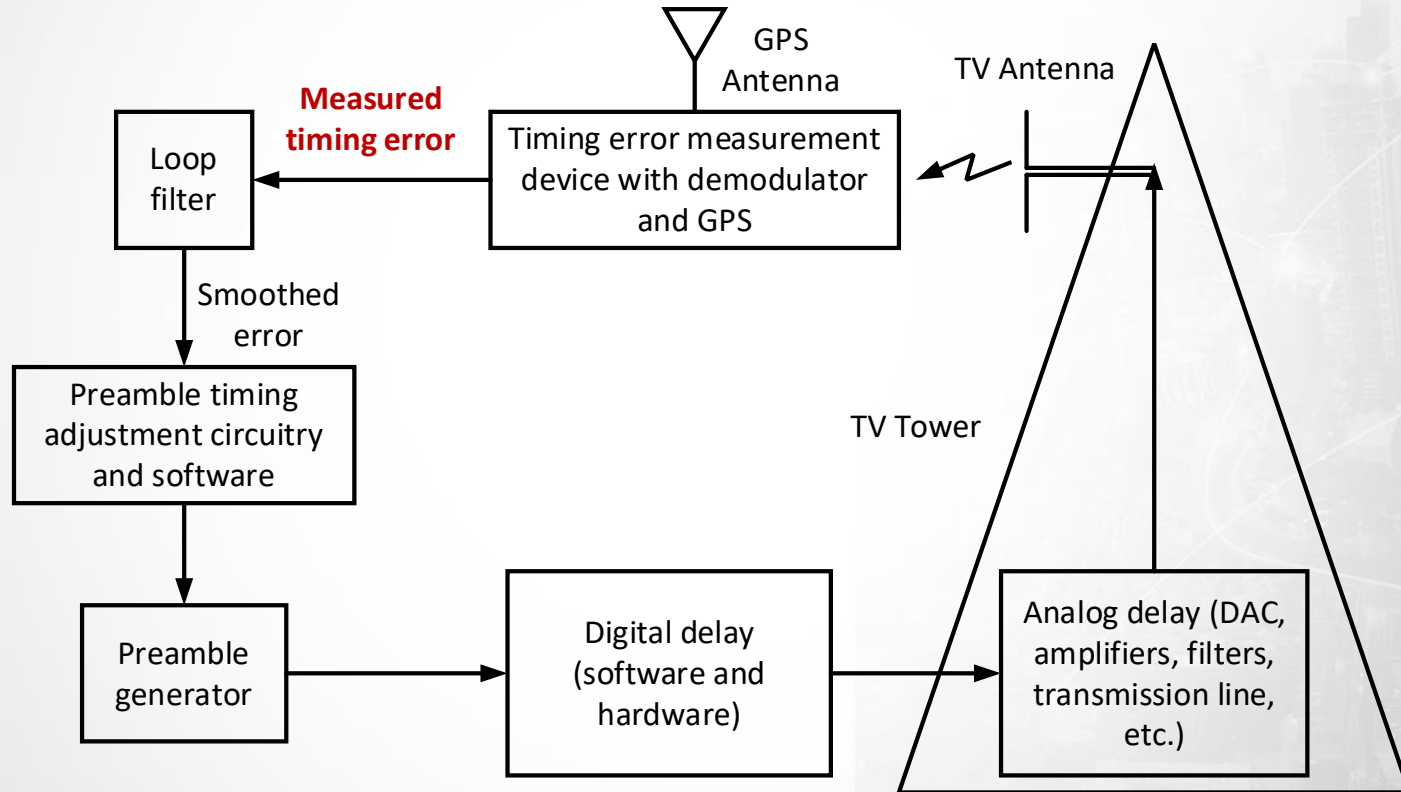 GPS
Antenna
TV Antenna
Measured
timing error
Timing error measurement
device with demodulator
and GPS
Loop
filter
Smoothed
error
Preamble timing
adjustment circuitry
and software
TV Tower
Preamble
generator
Digital delay
(software and
hardware)
Analog delay (DAC,
amplifiers, filters,
transmission line,
etc.)